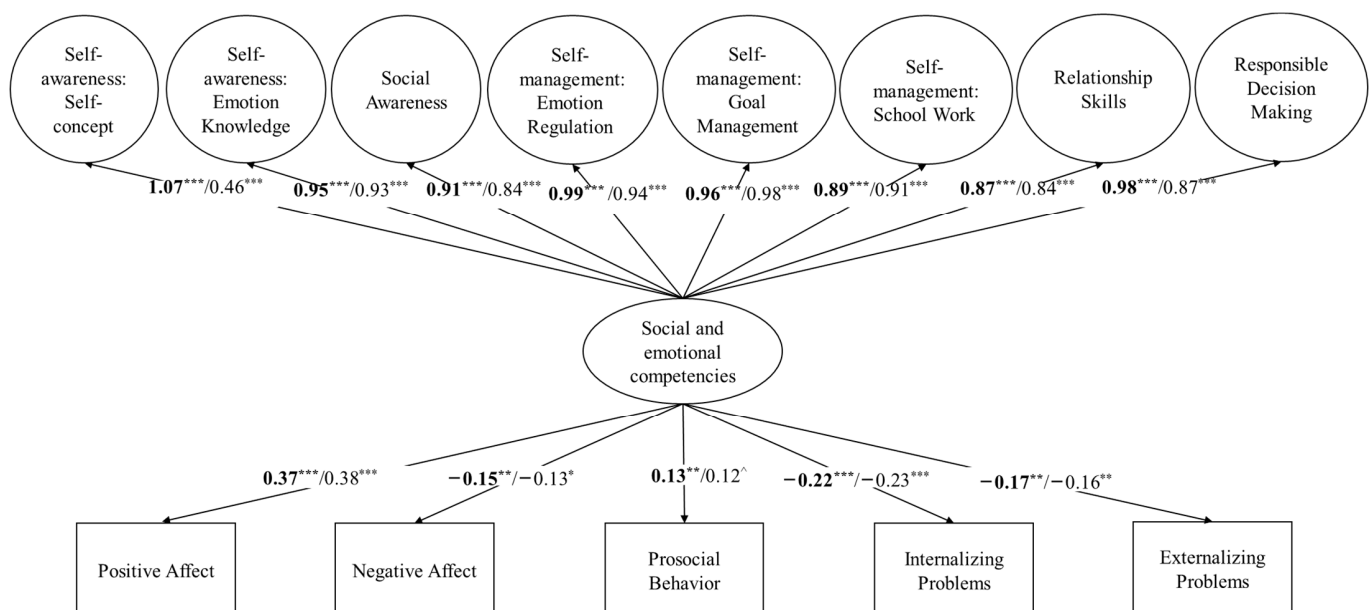 Self-
awareness:
Self-
concept
Self-
awareness:
Emotion
Knowledge
Social
Awareness
Self-
management:
Emotion
Regulation
Self-
management:
Goal
Management
Self-
management:
School Work
Relationship
Skills
Responsible
Decision
Making
1.07***/0.46***
0.95***/0.93***
0.91***/0.84***
0.99***/0.94***
0.96***/0.98***
0.89***/0.91***
0.87***/0.84***
0.98***/0.87***
Social and
emotional
competencies
0.37***/0.38***
−0.15**/−0.13*
0.13**/0.12^
−0.22***/−0.23***
−0.17**/−0.16**
Positive Affect
Negative Affect
Prosocial
Behavior
Internalizing
Problems
Externalizing
Problems